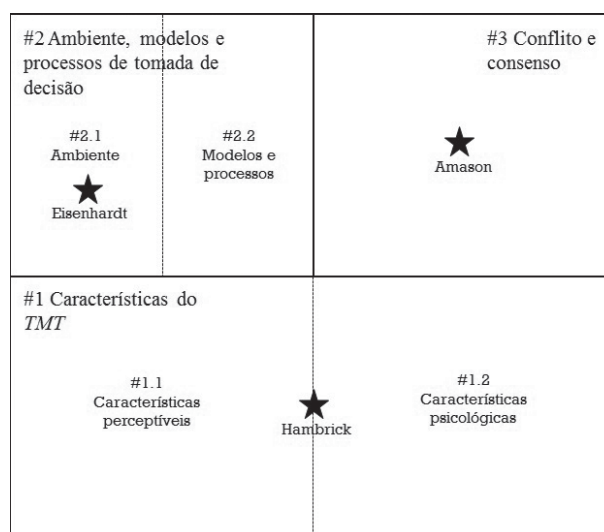 #2 Ambiente, modelos e
processos de tomada de
decisão
#2.1
Ambiente
Eisenhardt
#2.2
Modelos e
processos
#3 Conflito e
consenso
Amason
#1 Características do
TMT
#1.1
Características
perceptíveis
Hambrick
#1.2
Características
psicológicas